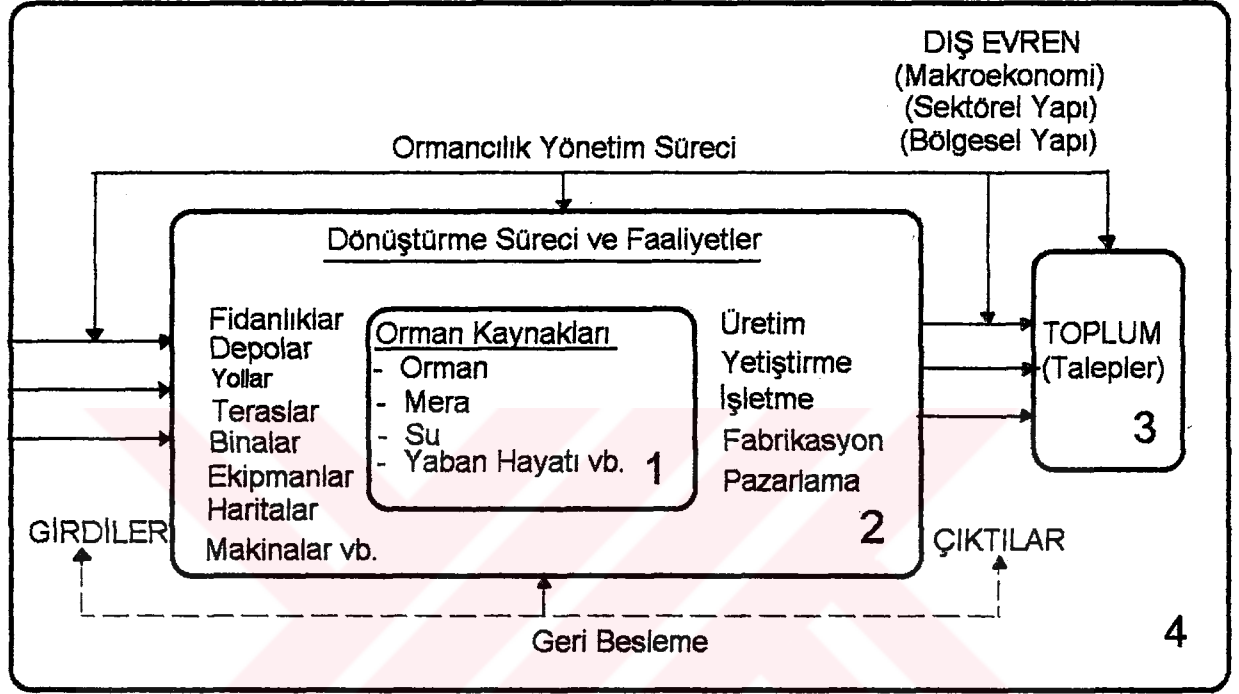 DIŞ EVREN
(Makroekonomi)
(Sektörel Yapı)
(Bölgesel Yapı)
Ormancılık Yönetim Süreci
Dönüştürme Süreci ve Faaliyetler
Fidanlıklar
Depolar
Yollar
Teraslar
Binalar
Ekipmanlar
Haritalar
Makinalar vb.
Orman Kaynakları
- Orman
- Mera
- Su
- Yaban Hayatı vb. 1
Üretim
Yetiştirme
İşletme
Fabrikasyon
Pazarlama
2
TOPLUM
(Talepler)
3
GİRDİLER
ÇIKTILAR
Geri Besleme
4